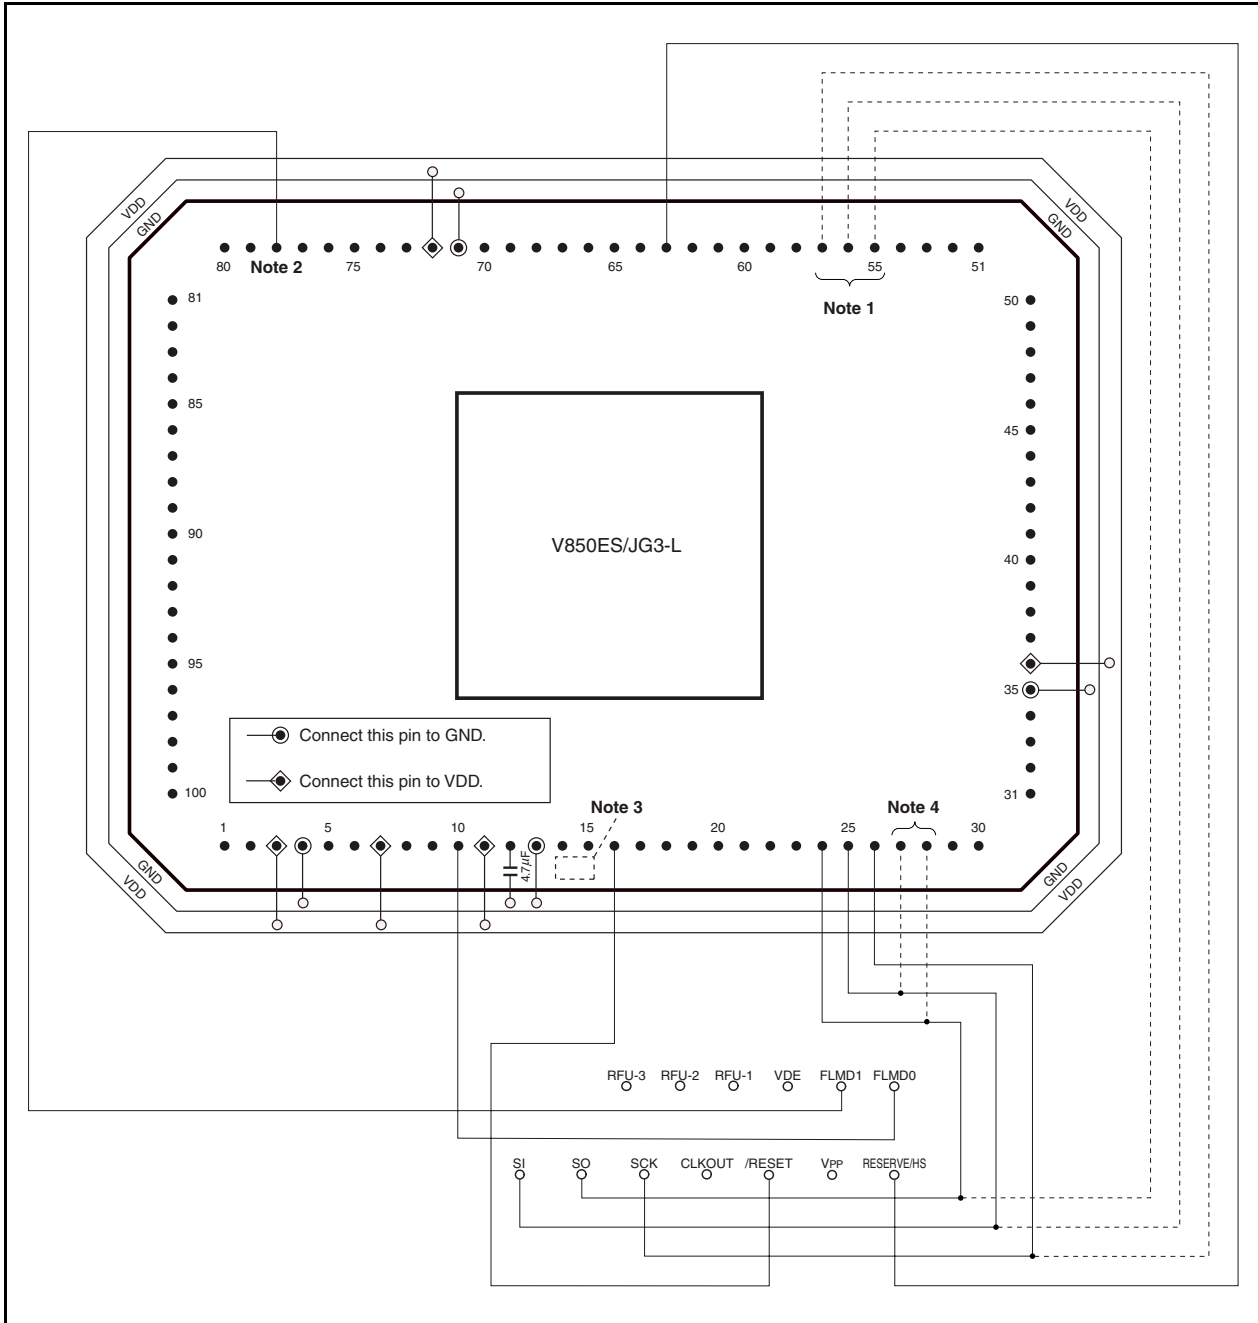 VDD
GND
VDD
GND
80
Note 2
75
70
65
60
55
51
Note 1
81
50
85
45
90
V850ES/JG3-L
40
95
35
Connect this pin to GND.
Connect this pin to VDD.
100
31
Note 3
Note 4
1
5
10
15
20
25
30
4.7 μF
GND
VDD
GND
VDD
RFU-3
RFU-2
RFU-1
VDE
FLMD1
FLMD0
SI
SO
SCK
CLKOUT
/RESET
VPP
RESERVE/HS